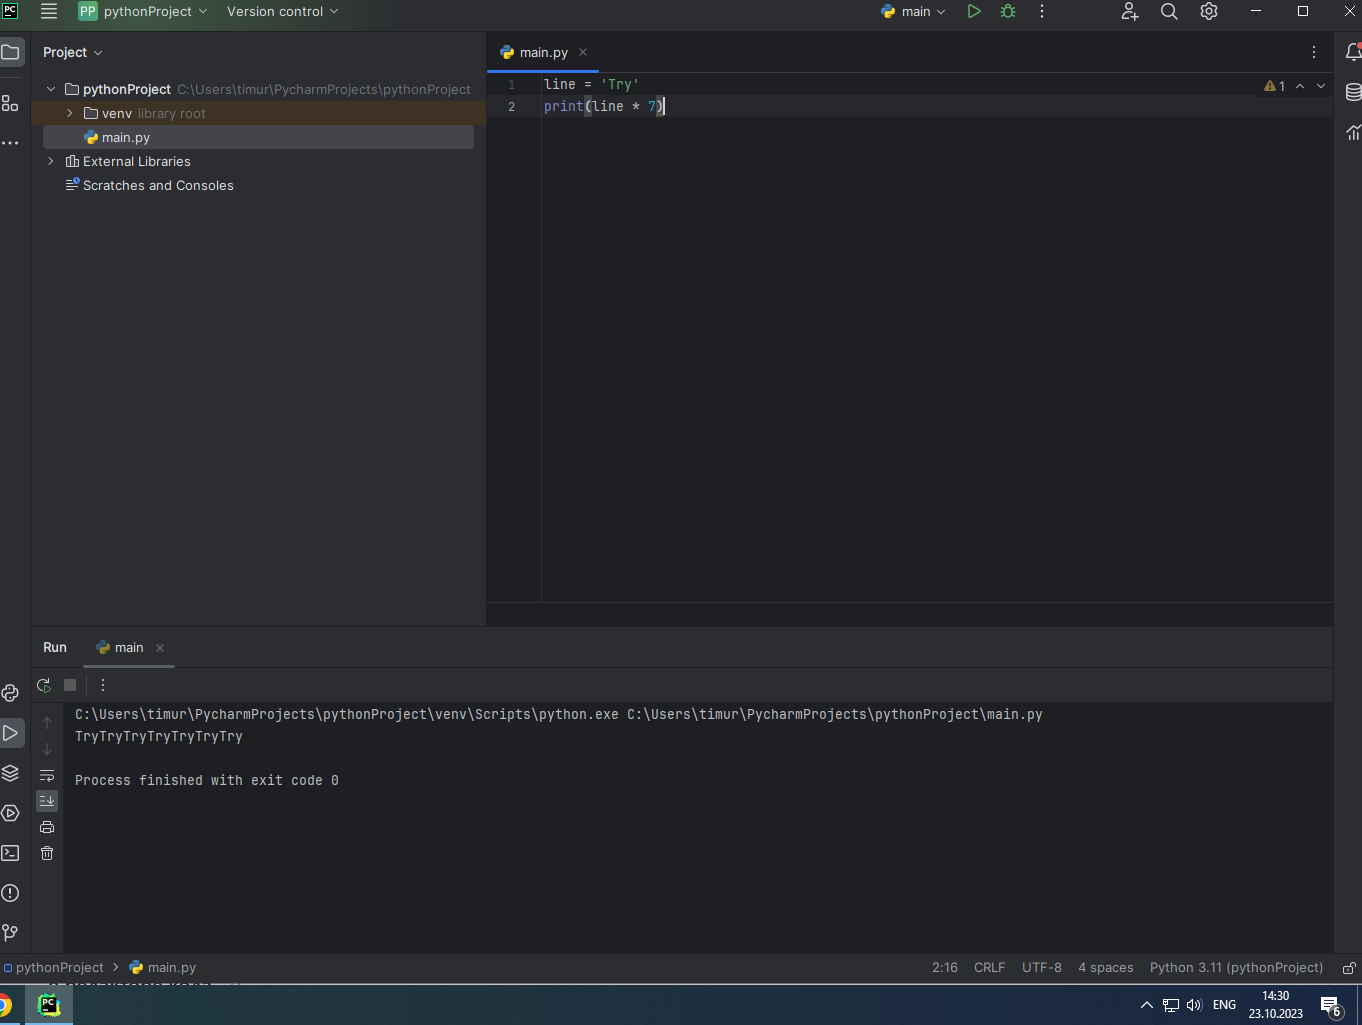 PC PP pythonProject Version control main
Project
main.py
pythonProject C:\Users\timur\PycharmProjects\pythonProject
venv library root
main.py
External Libraries
Scratches and Consoles
1 line = 'Try'
2 print(line * 7)
1
Run main
C:\Users\timur\PycharmProjects\pythonProject\venv\Scripts\python.exe C:\Users\timur\PycharmProjects\pythonProject\main.py
TryTryTryTryTryTryTry
Process finished with exit code 0
pythonProject main.py 2:16 CRLF UTF-8 4 spaces Python 3.11 (pythonProject)
PC ENG 14:30
23.10.2023 6